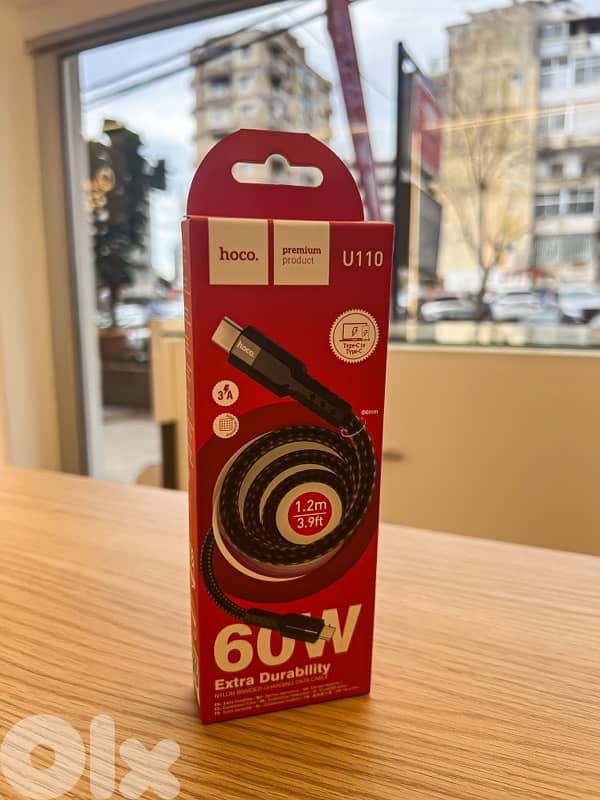 hoco.
premium
product
U110
hoco.
Type-C to
Type-C
3A
Ø6mm
1.2m
3.9ft
60W
Extra Durability
NYLON BRAIDED CHARGING DATA CABLE
olx